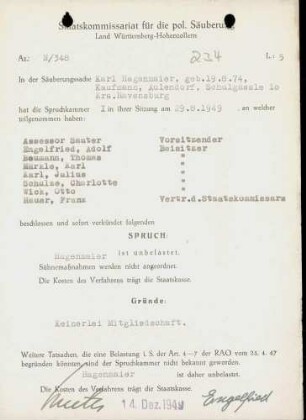 Staatskommissariat für die pol. Säuberung
Land Württemberg-Hohenzollern
Az: W/348 234 L: 5
In der Säuberungssache Karl Hagenmaier, geb.19.8.74,
Kaufmann, Aulendorf, Schulgässle 10
Krs.Ravensburg
hat die Spruchkammer I in ihrer Sitzung am 29.8.1949, an welcher
teilgenommen haben:
Assessor Sauter Vorsitzender
Engelfried, Adolf Beisitzer
Baumann, Thomas "
Märkle, Karl "
Karl, Julius "
Schulze, Charlotte "
Wick, Otto "
Hauer, Franz Vertr.d.Staatskommissars
beschlossen und sofort verkündet folgenden
SPRUCH
Hagenmaier
ist unbelastet.
Sühnemaßnahmen werden nicht angeordnet.
Die Kosten des Verfahrens trägt die Staatskasse.
Gründe:
Keinerlei Mitgliedschaft.
Weitere Tatsachen, die eine Belastung i. S. der Art. 4—7 der RAO. vom 25. 4. 47
begründen könnten, sind der Spruchkammer nicht bekannt geworden.
Hagenmaier ist daher unbelastet.
Die Kosten des Verfahrens trägt die Staatskasse.
14. Dez. 1949 Engelfried